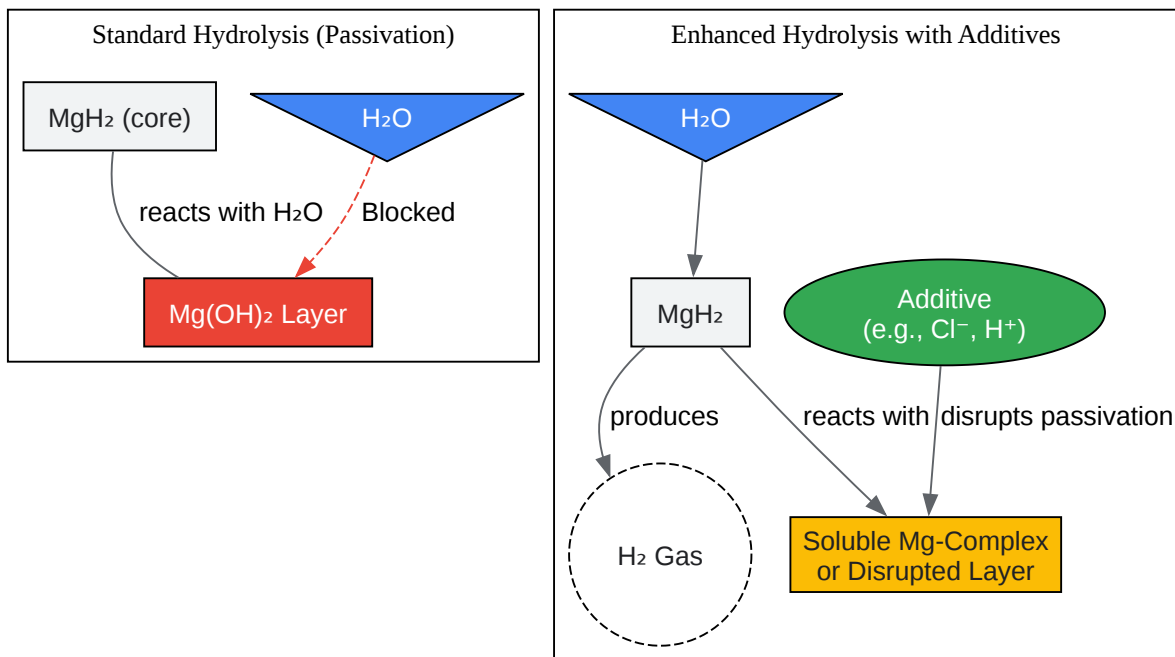 Standard Hydrolysis (Passivation)
MgH₂ (core)
H₂O
reacts with H₂O
Blocked
Mg(OH)₂ Layer
Enhanced Hydrolysis with Additives
H₂O
MgH₂
Additive
(e.g., Cl⁻, H⁺)
produces
reacts with
disrupts passivation
H₂ Gas
Soluble Mg-Complex
or Disrupted Layer